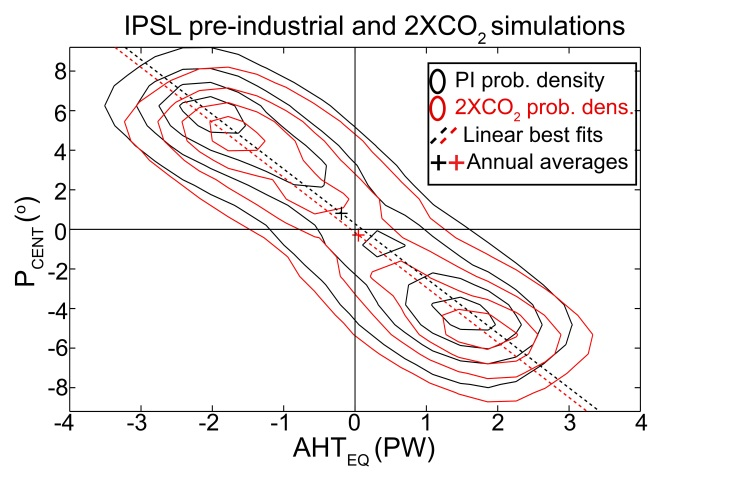 IPSL pre-industrial and 2XCO2 simulations
PI prob. density
2XCO2 prob. dens.
Linear best fits
Annual averages
8
6
4
2
0
-2
-4
-6
-8
PCENT (o)
-4 -3 -2 -1 0 1 2 3 4
AHTEQ (PW)